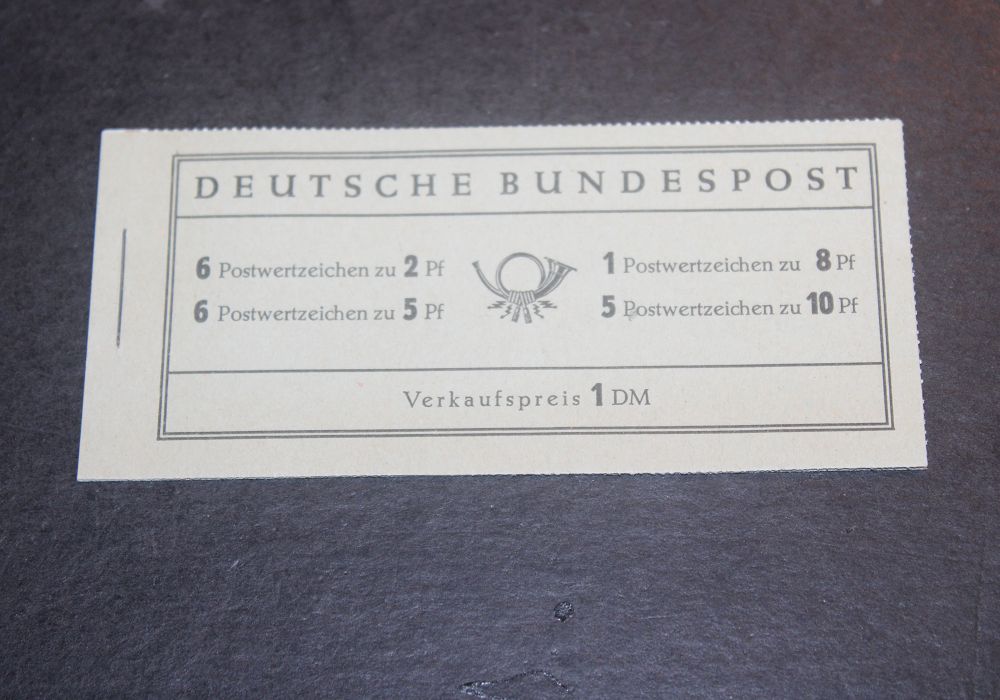 DEUTSCHE BUNDESPOST
6 Postwertzeichen zu 2 Pf
6 Postwertzeichen zu 5 Pf
1 Postwertzeichen zu 8 Pf
5 Postwertzeichen zu 10 Pf
Verkaufspreis 1 DM